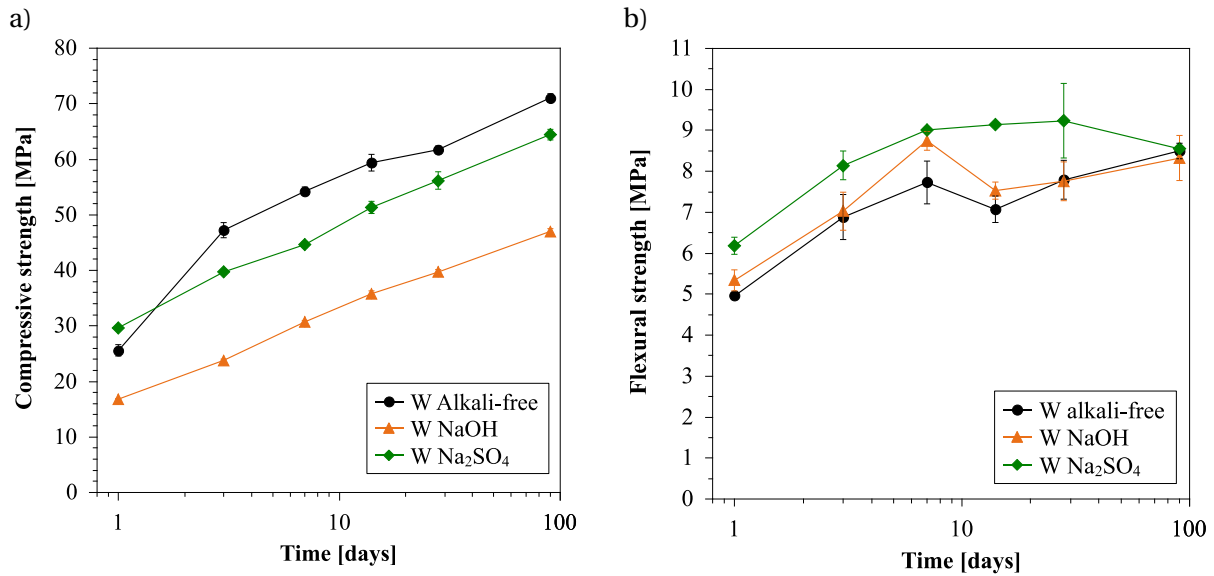 a)
Compressive strength [MPa]
80
70
60
50
40
30
20
10
0
1
10
100
Time [days]
W Alkali-free
W NaOH
W Na₂SO₄
b)
Flexural strength [MPa]
11
10
9
8
7
6
5
4
3
2
1
0
1
10
100
Time [days]
W alkali-free
W NaOH
W Na₂SO₄